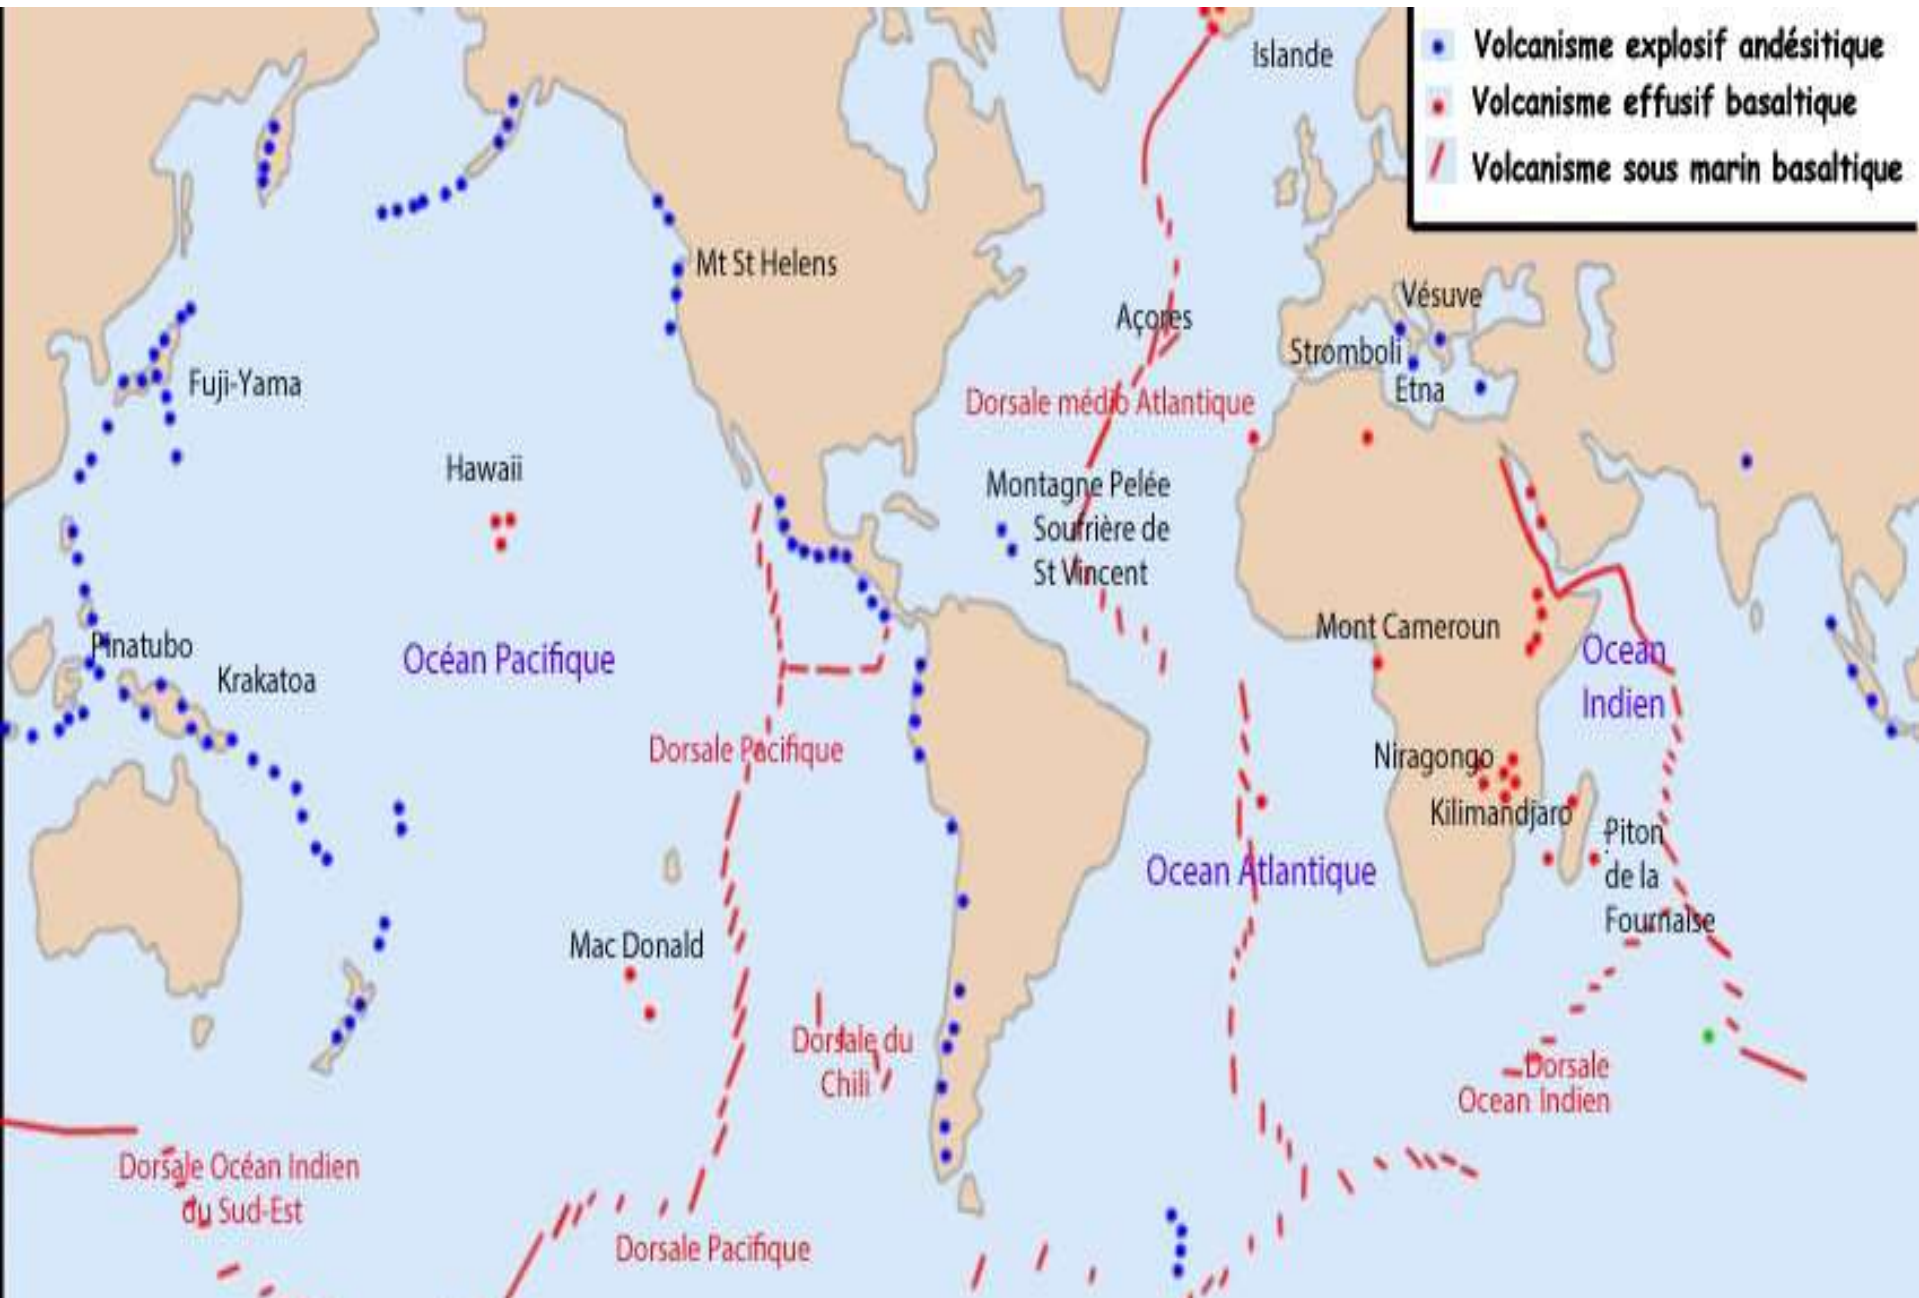 Volcanisme explosif andésitique
Volcanisme effusif basaltique
Volcanisme sous marin basaltique
Islande
Mt St Helens
Açores
Vésuve
Stromboli
Etna
Fuji-Yama
Dorsale médio Atlantique
Hawaii
Montagne Pelée
Soufrière de
St Vincent
Mont Cameroun
Pinatubo
Krakatoa
Océan Pacifique
Ocean
Indien
Dorsale Pacifique
Niragongo
Kilimandjaro
Piton
de la
Fournaise
Ocean Atlantique
Mac Donald
Dorsale du
Chili
Dorsale
Ocean Indien
Dorsale Océan Indien
du Sud-Est
Dorsale Pacifique